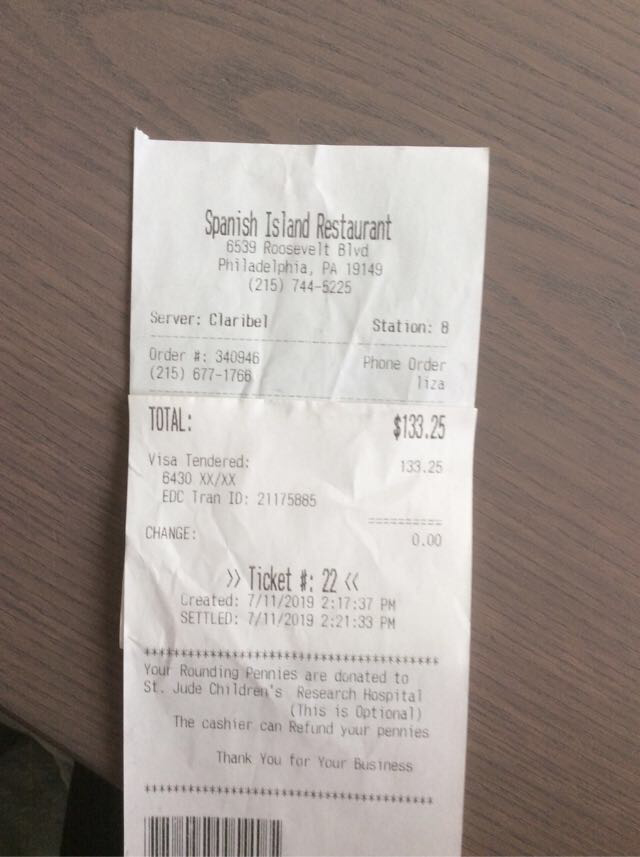 Spanish Island Restaurant
6539 Roosevelt Blvd
Philadelphia, PA 19149
(215) 744-5225
Server: Claribel Station: 8
Order #: 340946 Phone Order
(215) 677-1766 liza
TOTAL: $133.25
Visa Tendered: 133.25
6430 XX/XX
EDC Tran ID: 21175885
==========
CHANGE: 0.00
>> Ticket #: 22 <<
Created: 7/11/2019 2:17:37 PM
SETTLED: 7/11/2019 2:21:33 PM
****************************************
Your Rounding Pennies are donated to
St. Jude Children's Research Hospital
(This is Optional)
The cashier can Refund your pennies
Thank You for Your Business
****************************************